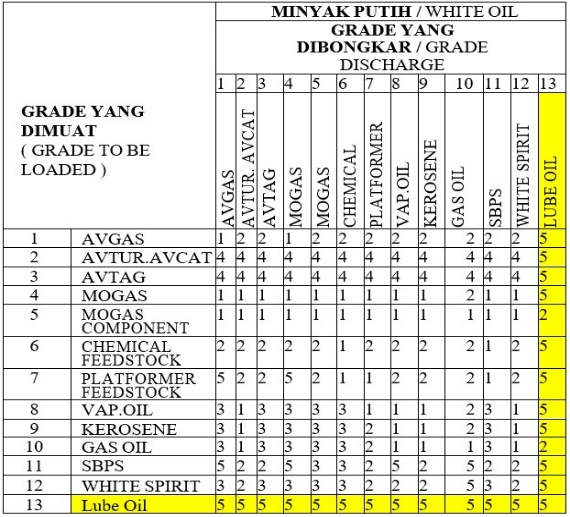 MINYAK PUTIH / WHITE OIL
GRADE YANG
DIBONGKAR / GRADE
DISCHARGE
GRADE YANG
DIMUAT
( GRADE TO BE
LOADED )
1 2 3 4 5 6 7 8 9 10 11 12 13
AVGAS
AVTUR. AVCAT
AVTAG
MOGAS
MOGAS
CHEMICAL
PLATFORMER
VAP.OIL
KEROSENE
GAS OIL
SBPS
WHITE SPIRIT
LUBE OIL
1 AVGAS 1 2 2 1 2 2 2 2 2 2 2 2 5
2 AVTUR.AVCAT 4 4 4 4 4 4 4 4 4 4 4 4 5
3 AVTAG 4 4 4 4 4 4 4 4 4 4 4 4 5
4 MOGAS 1 1 1 1 1 1 1 1 1 2 1 1 5
5 MOGAS 1 1 1 1 1 1 1 1 1 1 1 1 2
COMPONENT
6 CHEMICAL 2 2 2 2 2 1 2 2 2 2 1 2 5
FEEDSTOCK
7 PLATFORMER 5 2 2 5 2 1 1 2 2 2 1 2 5
FEEDSTOCK
8 VAP.OIL 3 1 3 3 3 3 1 1 1 2 3 1 5
9 KEROSENE 3 1 3 3 3 3 2 1 1 2 3 1 5
10 GAS OIL 3 1 3 3 3 3 2 1 1 1 3 1 2
11 SBPS 5 2 2 5 3 3 2 5 2 5 2 2 5
12 WHITE SPIRIT 3 2 3 3 3 3 2 2 2 5 3 2 5
13 Lube Oil 5 5 5 5 5 5 5 5 5 5 5 5 5